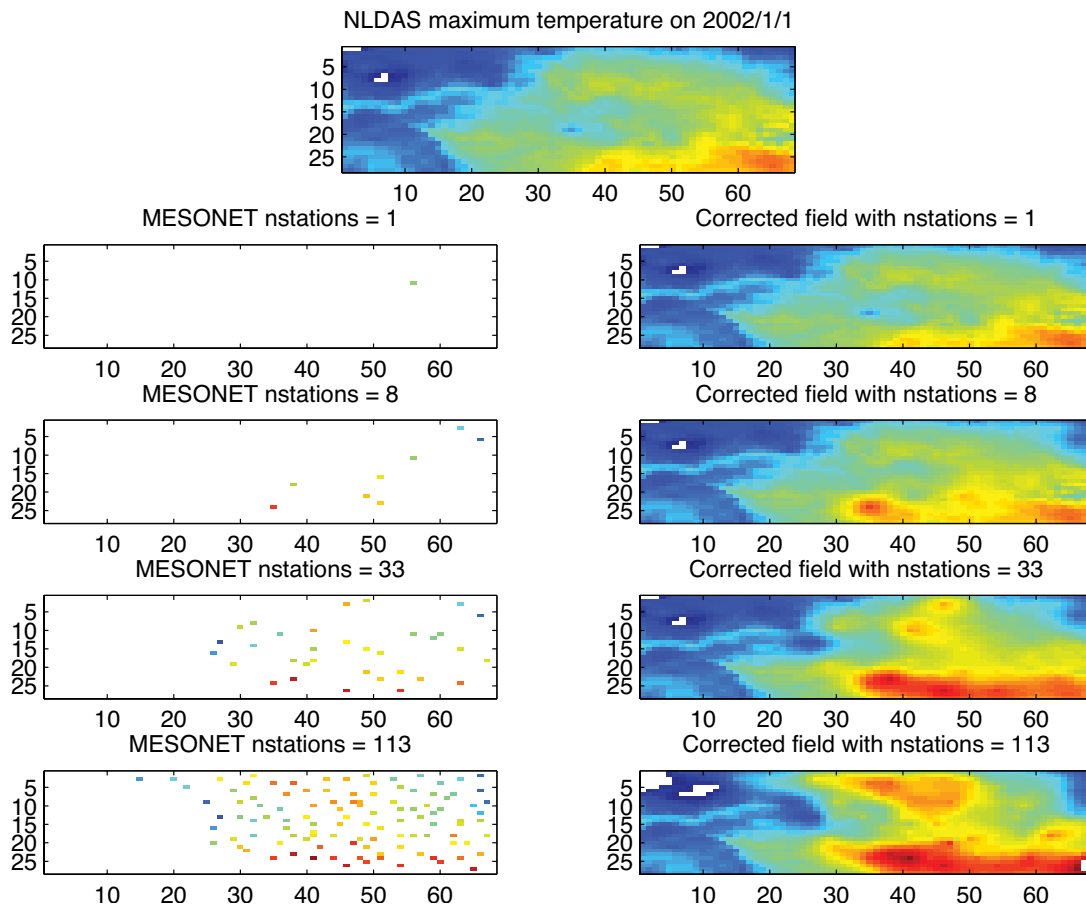 NLDAS maximum temperature on 2002/1/1
5
10
15
20
25
10 20 30 40 50 60
MESONET nstations = 1
5
10
15
20
25
10 20 30 40 50 60
Corrected field with nstations = 1
5
10
15
20
25
10 20 30 40 50 60
MESONET nstations = 8
5
10
15
20
25
10 20 30 40 50 60
Corrected field with nstations = 8
5
10
15
20
25
10 20 30 40 50 60
MESONET nstations = 33
5
10
15
20
25
10 20 30 40 50 60
Corrected field with nstations = 33
5
10
15
20
25
10 20 30 40 50 60
MESONET nstations = 113
5
10
15
20
25
10 20 30 40 50 60
Corrected field with nstations = 113
5
10
15
20
25
10 20 30 40 50 60